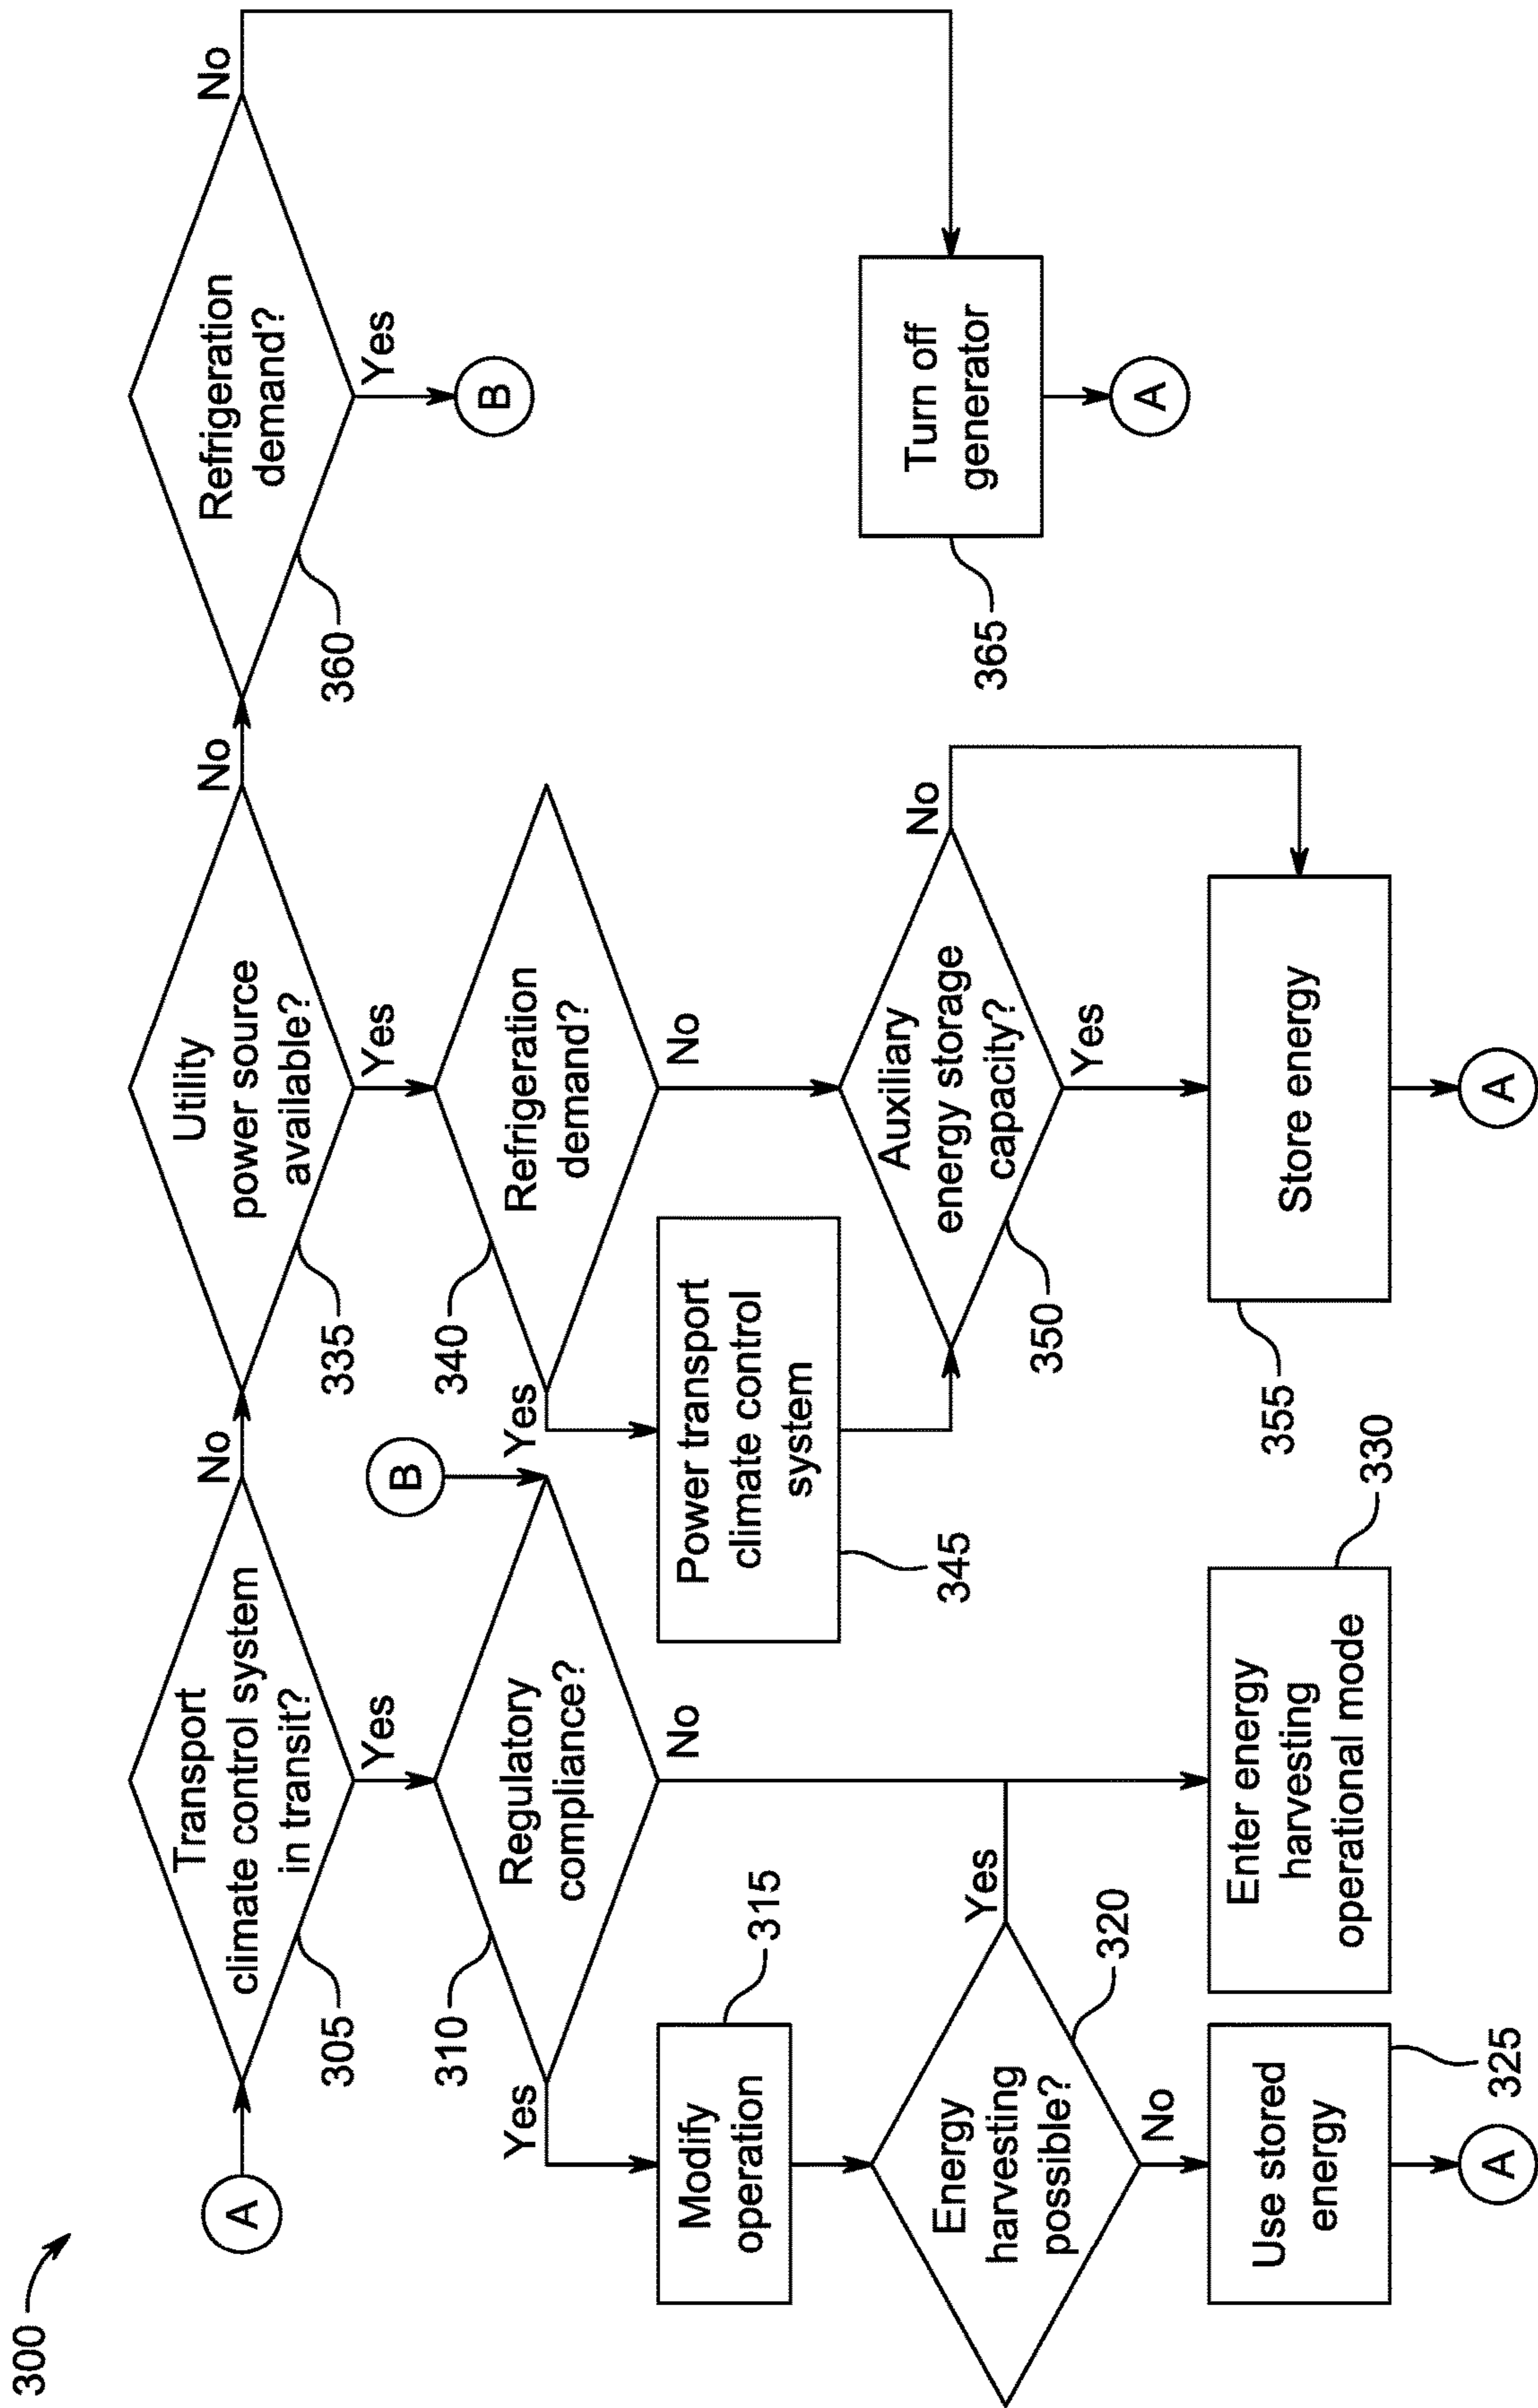 300
A
Transport
climate control system
in transit?
305
No
Yes
Utility
power source
available?
335
No
Yes
Refrigeration
demand?
360
No
Yes
B
B
Regulatory
compliance?
310
Yes
No
Refrigeration
demand?
340
Yes
No
Modify
operation
315
Power transport
climate control
system
345
Turn off
generator
365
A
Energy
harvesting
possible?
320
Yes
No
Auxiliary
energy storage
capacity?
350
No
Yes
Use stored
energy
325
A
Enter energy
harvesting
operational mode
330
Store energy
355
A